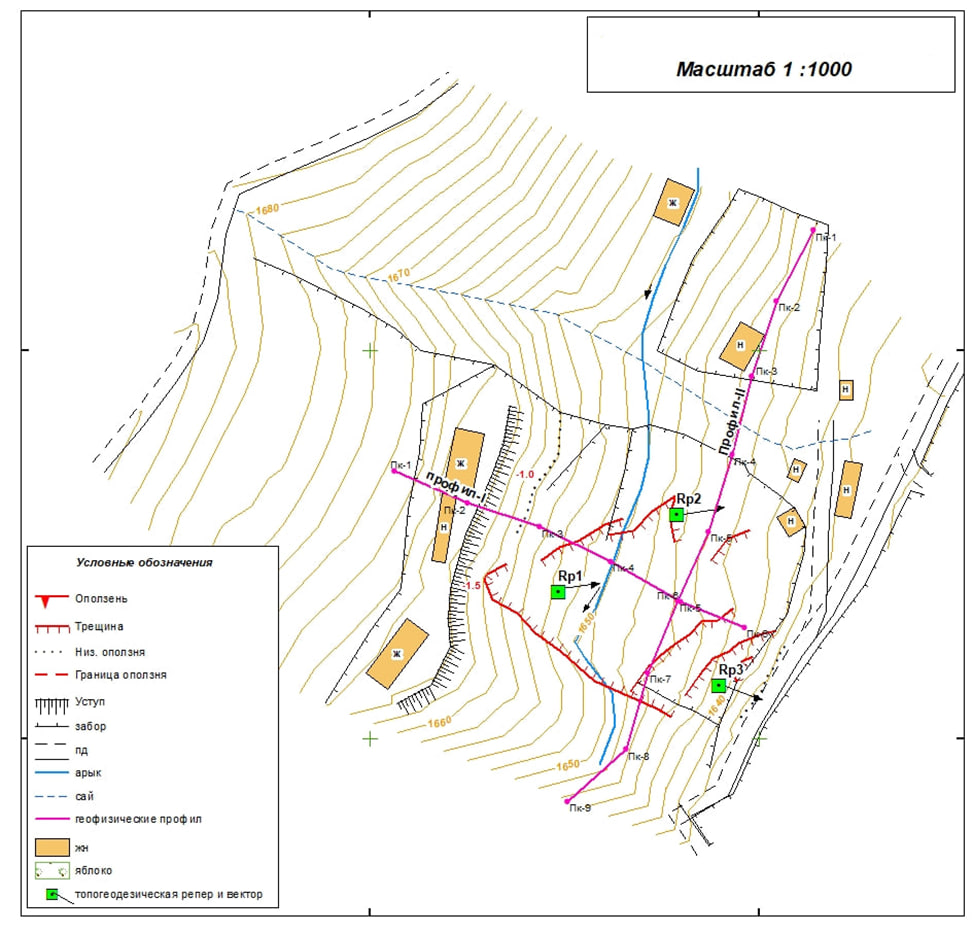 Масштаб 1 :1000
1680
1670
ж
Пк-1
Пк-2
н
Пк-3
н
Профил-II
Пк-4
н
н
н
ж
Пк-1
профил-I
-1.0
Пк-2
н
Пк-3
Rp2
Пк-5
Пк-4
Rp1
-1.5
Пк-6
Пк-5
1650
Пк-6
ж
Rp3
Пк-7
1640
1660
Пк-8
1650
Пк-9
Условные обозначения
Оползень
Трещина
Низ. оползня
Граница оползня
Уступ
забор
пд
арык
сай
геофизические профил
жн
яблоко
топогеодезическая репер и вектор